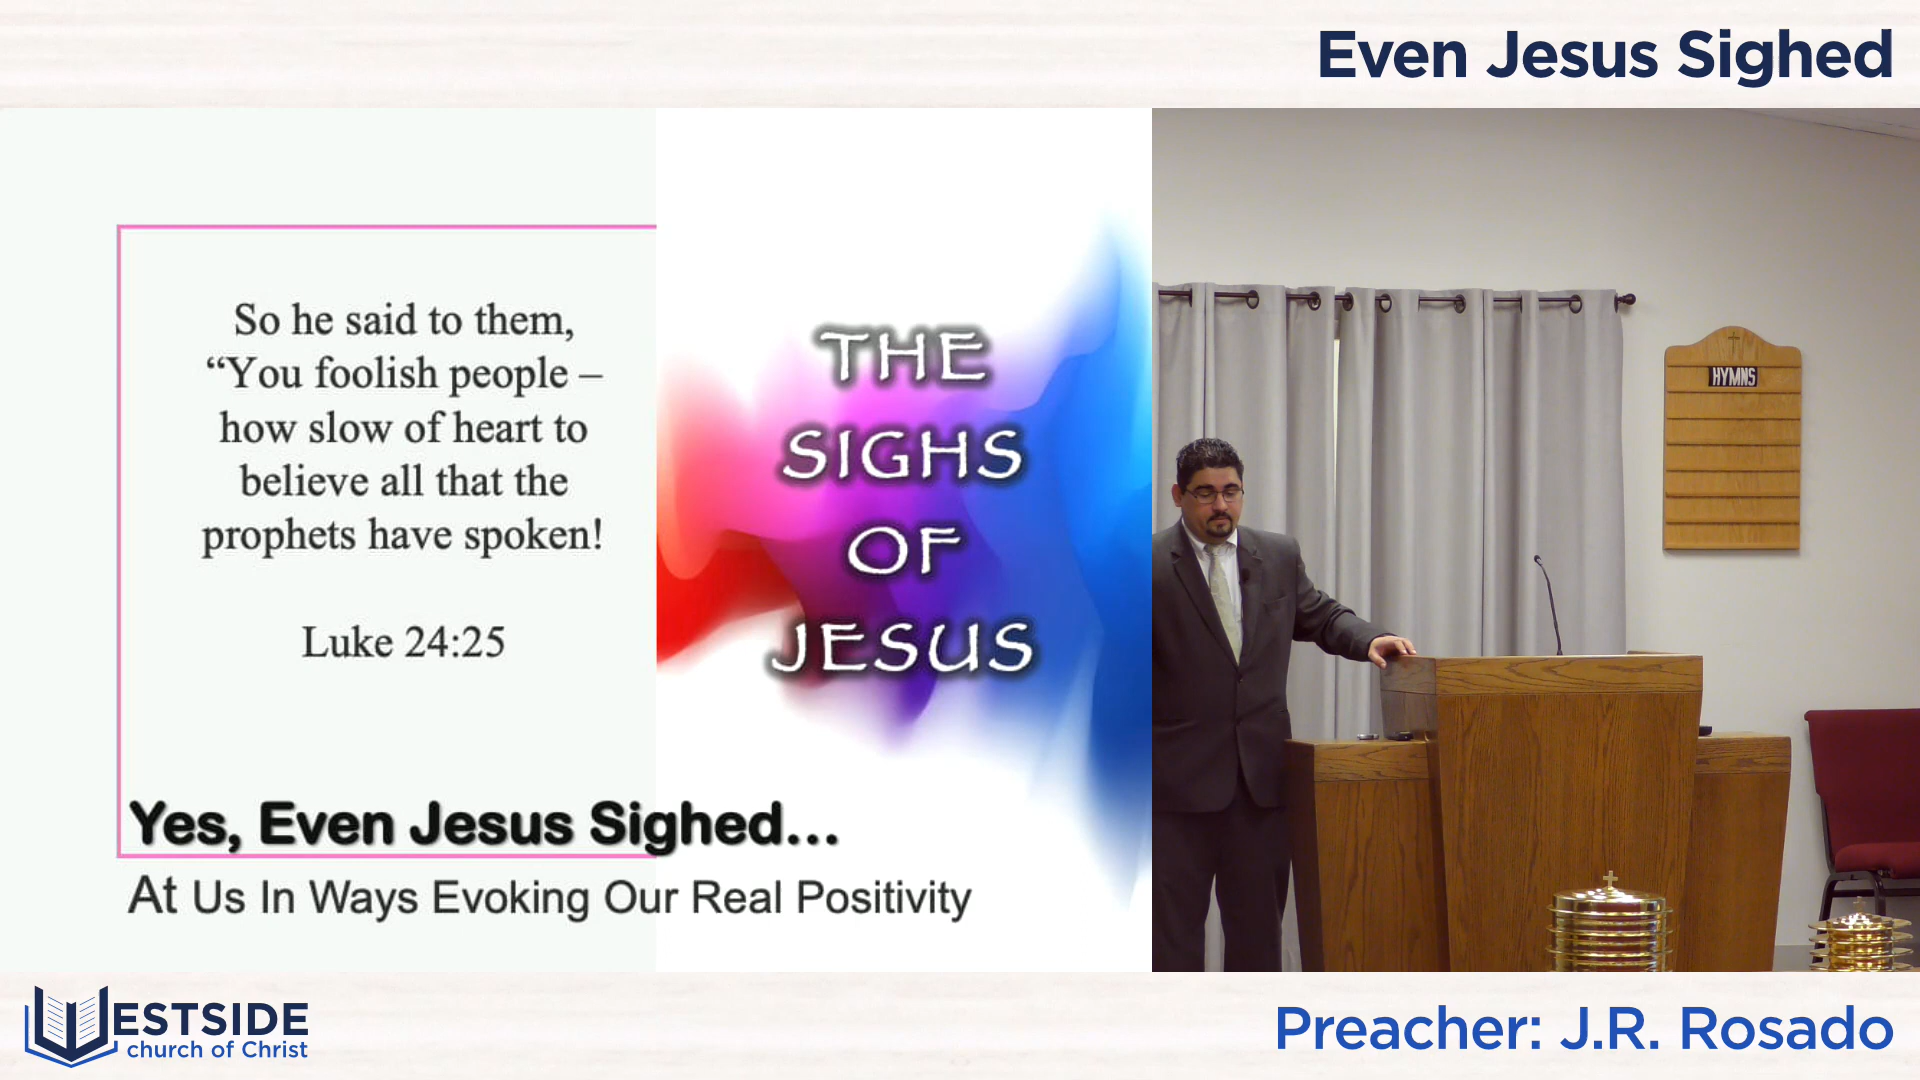 Even Jesus Sighed
So he said to them,
“You foolish people –
how slow of heart to
believe all that the
prophets have spoken!
Luke 24:25
THE
SIGHS
OF
JESUS
Yes, Even Jesus Sighed...
At Us In Ways Evoking Our Real Positivity
HYMNS
WESTSIDE
church of Christ
Preacher: J.R. Rosado